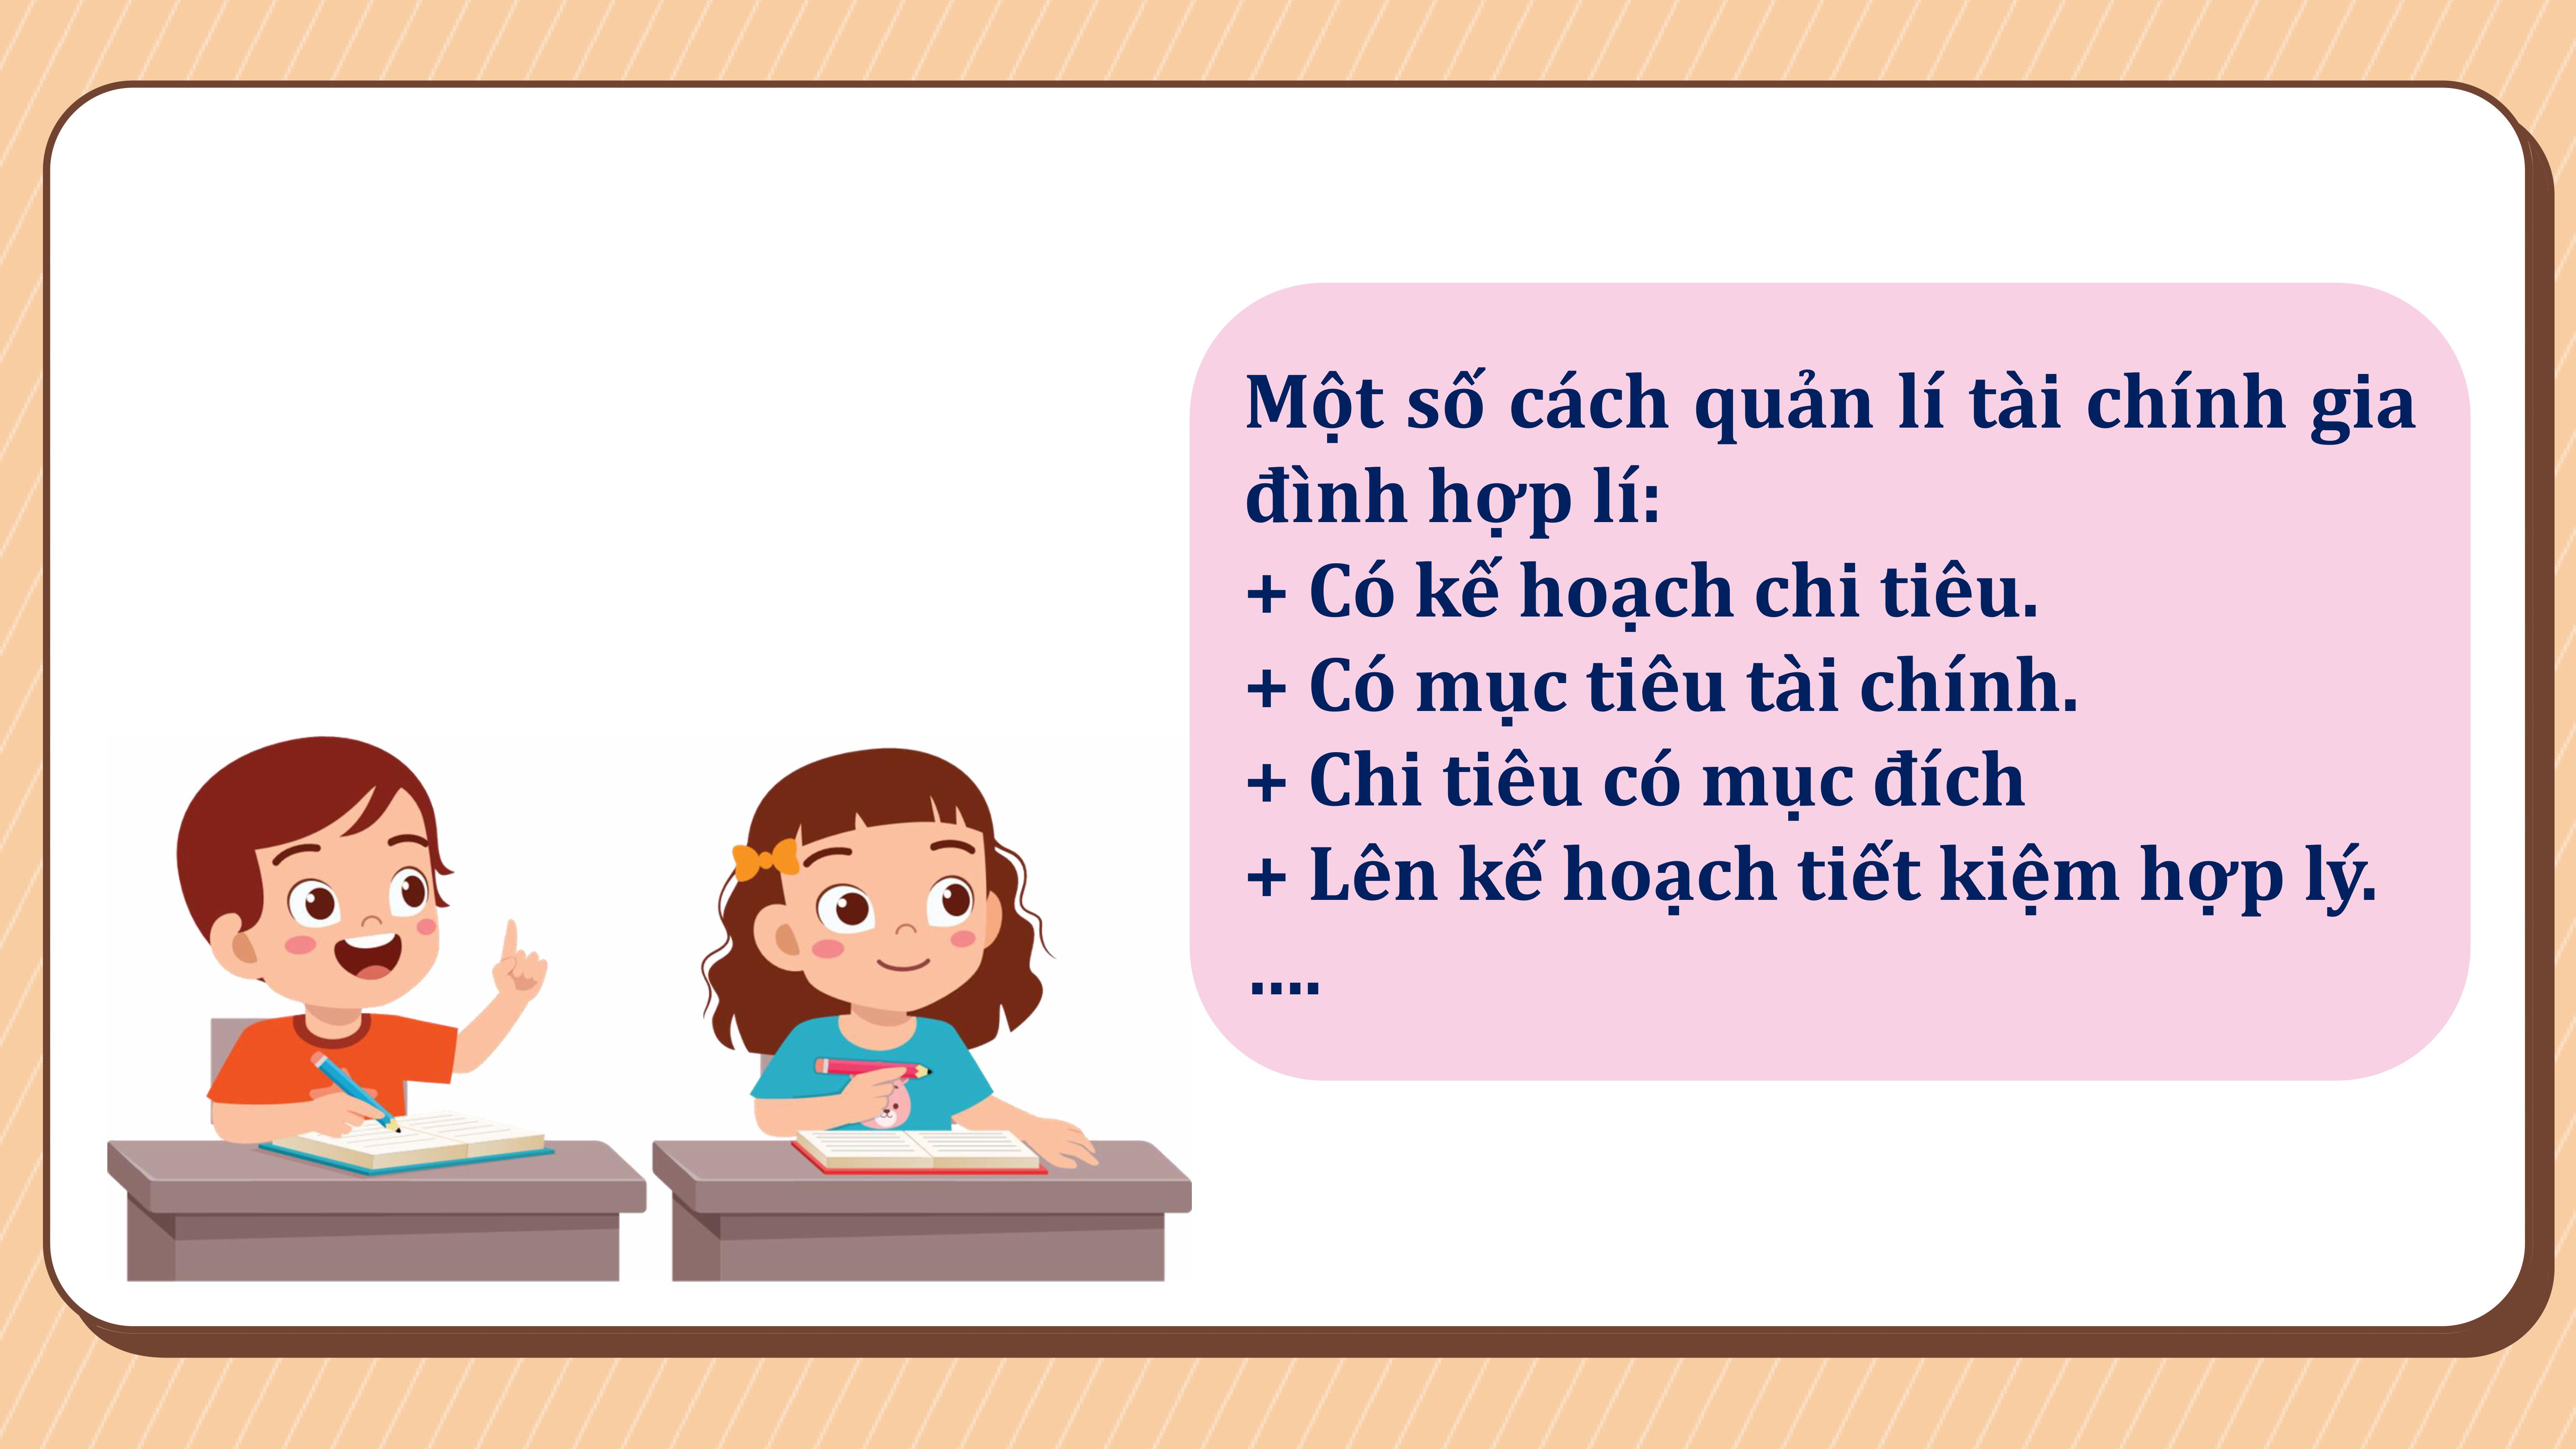 Một số cách quản lí tài chính gia
đình hợp lí:
+ Có kế hoạch chi tiêu.
+ Có mục tiêu tài chính.
+ Chi tiêu có mục đích
+ Lên kế hoạch tiết kiệm hợp lý.
....